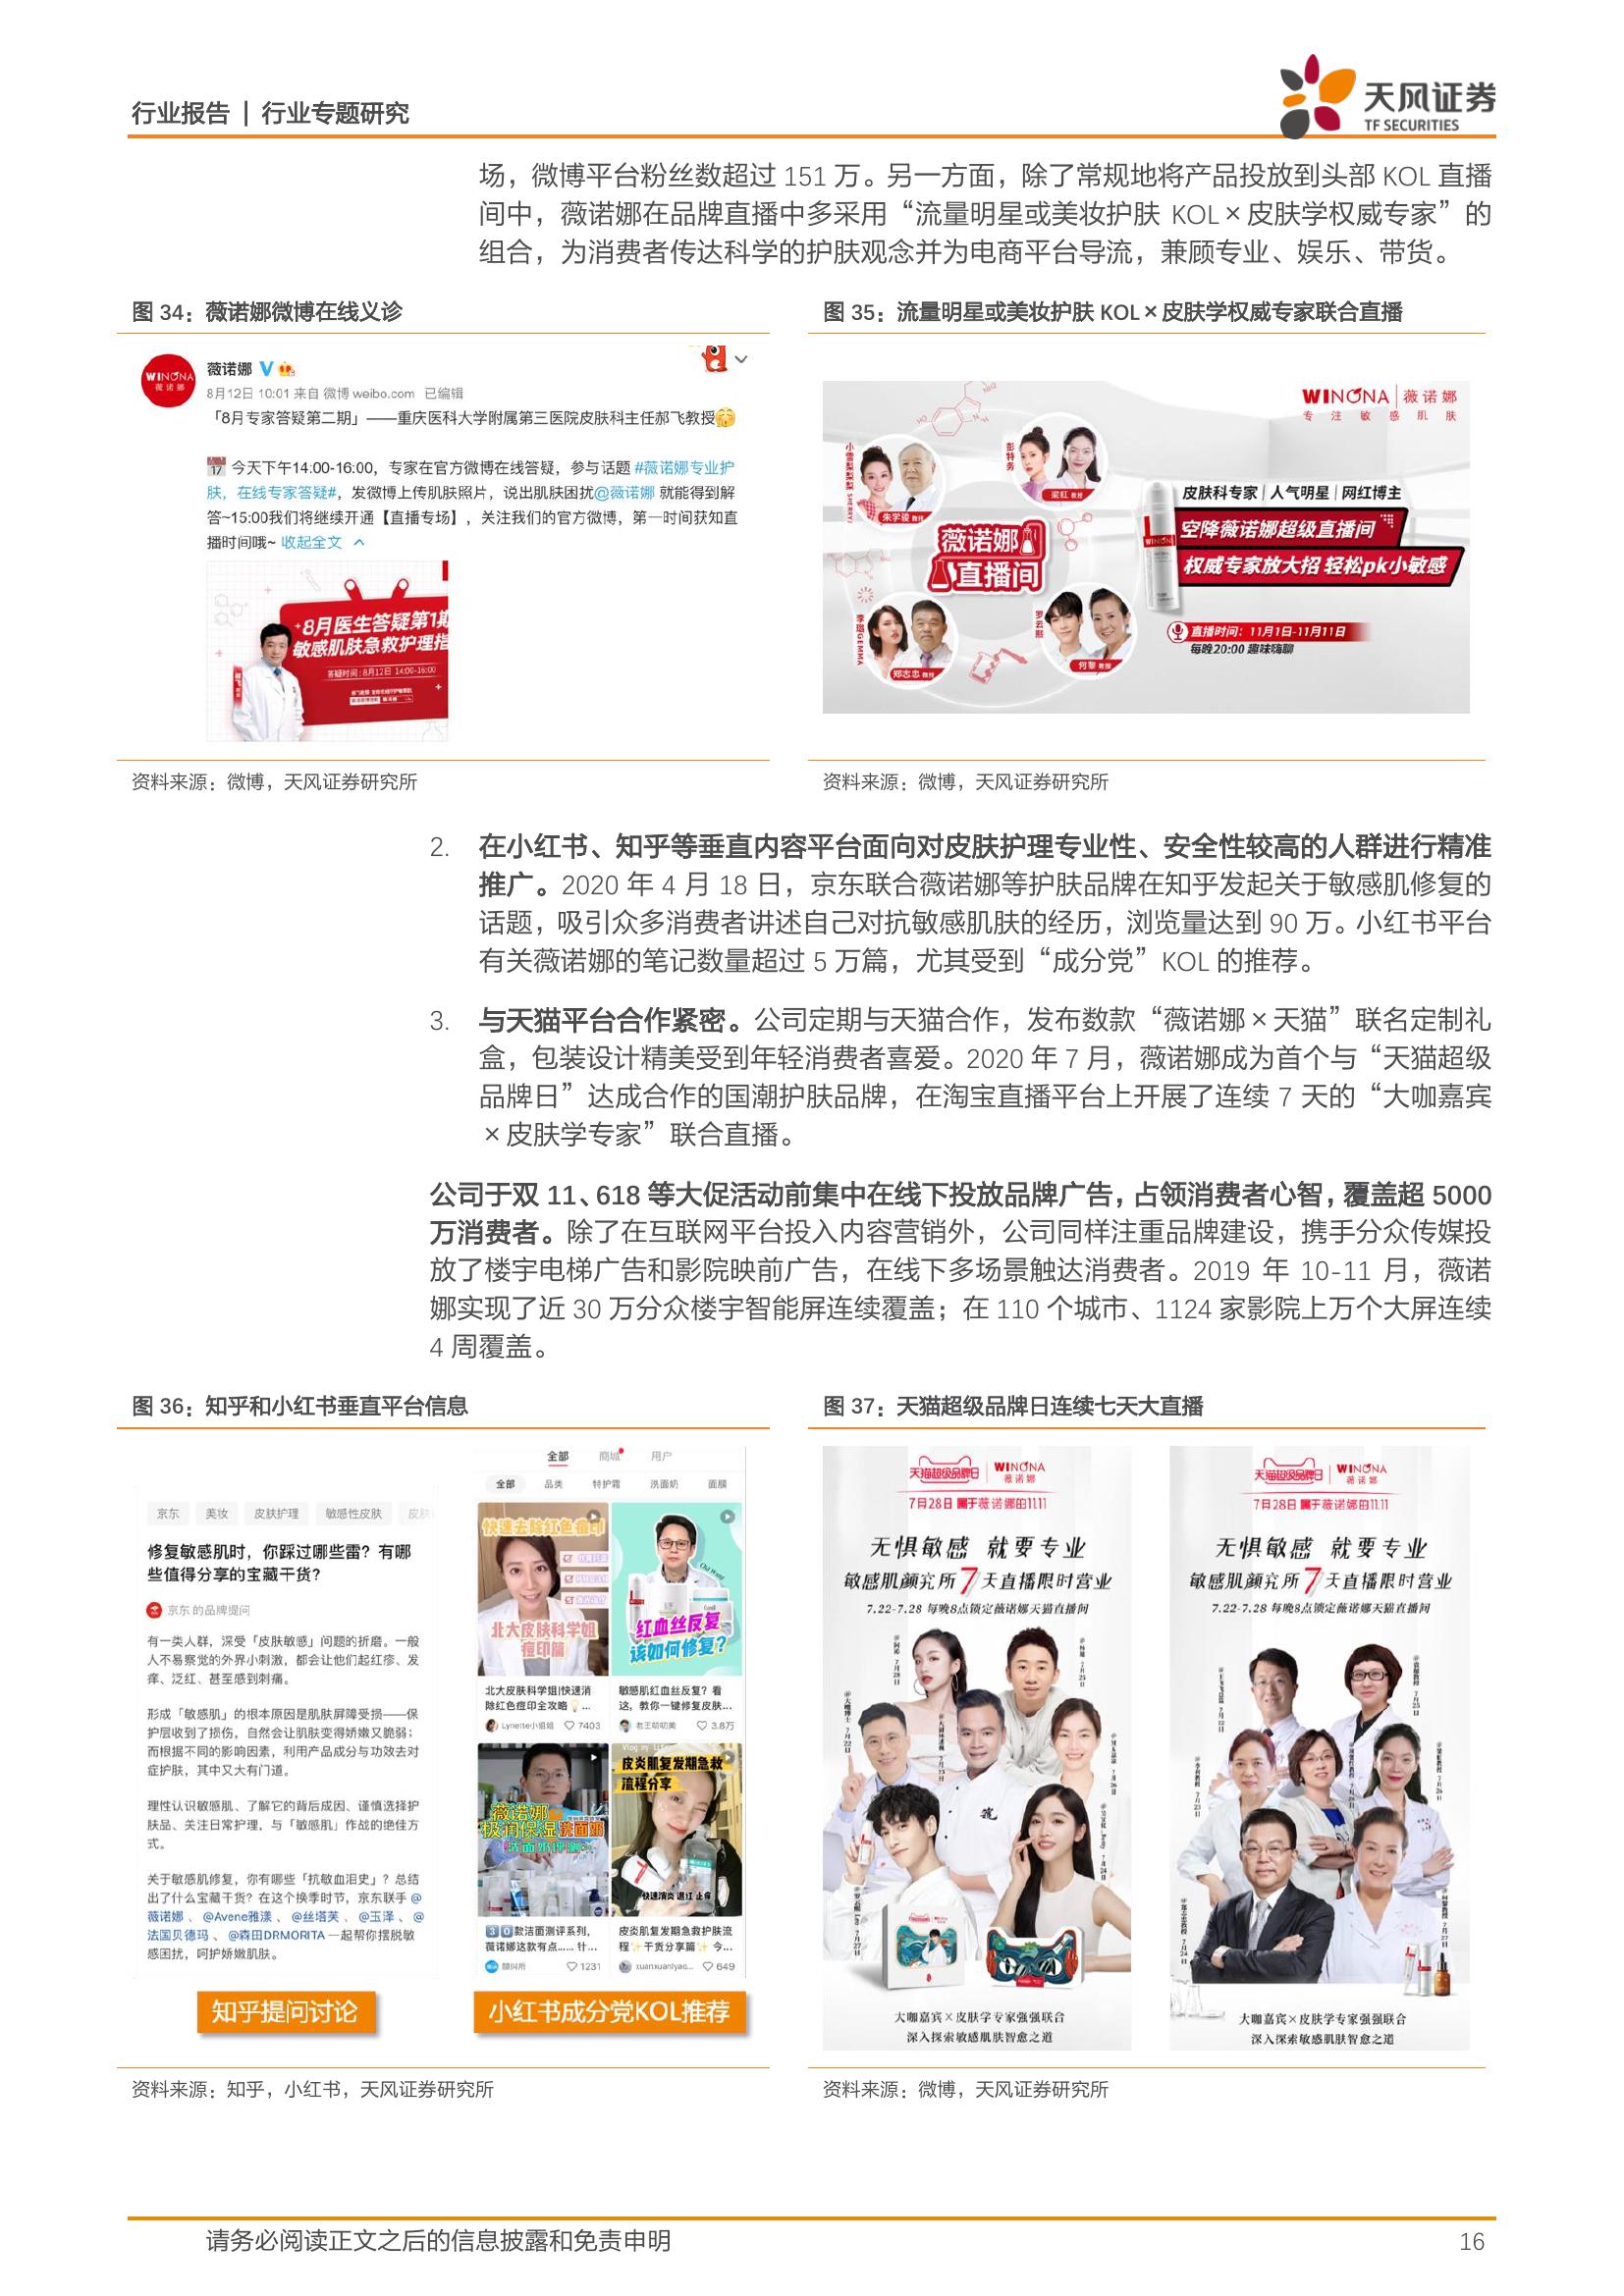 行业报告 | 行业专题研究
天风证券
TF SECURITIES
场，微博平台粉丝数超过 151 万。另一方面，除了常规地将产品投放到头部 KOL 直播
间中，薇诺娜在品牌直播中多采用“流量明星或美妆护肤 KOL×皮肤学权威专家”的
组合，为消费者传达科学的护肤观念并为电商平台导流，兼顾专业、娱乐、带货。
图 34：薇诺娜微博在线义诊
WINONA
薇诺娜
薇诺娜
8月12日 10:01 来自 微博 weibo.com 已编辑
「8月专家答疑第二期」——重庆医科大学附属第三医院皮肤科主任郝飞教授
17 今天下午14:00-16:00，专家在官方微博在线答疑，参与话题 #薇诺娜专业护
肤，在线专家答疑#，发微博上传肌肤照片，说出肌肤困扰@薇诺娜 就能得到解
答~15:00我们将继续开通【直播专场】，关注我们的官方微博，第一时间获知直
播时间哦~ 收起全文
8月医生答疑第1期
敏感肌肤急救护理指
答疑时间：8月12日 14:00-16:00
图 35：流量明星或美妆护肤 KOL×皮肤学权威专家联合直播
WINONA | 薇诺娜
专注敏感肌肤
朱学骏 教授
彭特务
梁虹 教授
薇诺娜
直播间
李璐GEMMA
郑志忠 教授
罗云熙
何黎 教授
皮肤科专家 | 人气明星 | 网红博主
WINONA
空降薇诺娜超级直播间
权威专家放大招 轻松pk小敏感
直播时间：11月1日-11月11日
每晚20:00 趣味嗨聊
资料来源：微博，天风证券研究所
资料来源：微博，天风证券研究所
2. 在小红书、知乎等垂直内容平台面向对皮肤护理专业性、安全性较高的人群进行精准
推广。2020 年 4 月 18 日，京东联合薇诺娜等护肤品牌在知乎发起关于敏感肌修复的
话题，吸引众多消费者讲述自己对抗敏感肌肤的经历，浏览量达到 90 万。小红书平台
有关薇诺娜的笔记数量超过 5 万篇，尤其受到“成分党”KOL 的推荐。
3. 与天猫平台合作紧密。公司定期与天猫合作，发布数款“薇诺娜×天猫”联名定制礼
盒，包装设计精美受到年轻消费者喜爱。2020 年 7 月，薇诺娜成为首个与“天猫超级
品牌日”达成合作的国潮护肤品牌，在淘宝直播平台上开展了连续 7 天的“大咖嘉宾
×皮肤学专家”联合直播。
公司于双 11、618 等大促活动前集中在线下投放品牌广告，占领消费者心智，覆盖超 5000
万消费者。除了在互联网平台投入内容营销外，公司同样注重品牌建设，携手分众传媒投
放了楼宇电梯广告和影院映前广告，在线下多场景触达消费者。2019 年 10-11 月，薇诺
娜实现了近 30 万分众楼宇智能屏连续覆盖；在 110 个城市、1124 家影院上万个大屏连续
4 周覆盖。
图 36：知乎和小红书垂直平台信息
京东 美妆 皮肤护理 敏感性皮肤 皮肤
修复敏感肌时，你踩过哪些雷？有哪
些值得分享的宝藏干货？
京东 的品牌提问
有一类人群，深受「皮肤敏感」问题的折磨。一般
人不易察觉的外界小刺激，都会让他们起红疹、发
痒、泛红、甚至感到刺痛。
形成「敏感肌」的根本原因是肌肤屏障受损——保
护层收到了损伤，自然会让肌肤变得娇嫩又脆弱；
而根据不同的影响因素，利用产品成分与功效去对
症护肤，其中又大有门道。
理性认识敏感肌、了解它的背后成因、谨慎选择护
肤品、关注日常护理，与「敏感肌」作战的绝佳方
式。
关于敏感肌修复，你有哪些「抗敏血泪史」？总结
出了什么宝藏干货？在这个换季时节，京东联手 @
薇诺娜 、 @Avene雅漾 、 @丝塔芙 、 @玉泽 、 @
法国贝德玛 、 @森田DRMORITA 一起帮你摆脱敏
感困扰，呵护娇嫩肌肤。
知乎提问讨论
全部 商城 用户
全部 品类 特护霜 洗面奶 面膜
快速去除红色痘印
北大皮肤科学姐
痘印篇
北大皮肤科学姐|快速消
除红色痘印全攻略 ...
Lynette小姐姐 7403
红血丝反复
该如何修复？
敏感肌红血丝反复？看
这，教你一键修复皮肤...
老王叨叨美 3.8万
薇诺娜
极润保湿洁面奶
洁面奶评测
30款洁面测评系列，
薇诺娜这款有点...... 针...
1231
皮炎肌复发期急救
流程分享
快速消炎 退红 止痒
皮炎肌复发期急救护肤流
程 干货分享篇 今...
xuanxuanlyao... 649
小红书成分党KOL推荐
图 37：天猫超级品牌日连续七天大直播
天猫超级品牌日 | WINONA 薇诺娜
7月28日 属于薇诺娜的11.11
无惧敏感 就要专业
敏感肌颜究所7天直播限时营业
7.22-7.28 每晚8点锁定薇诺娜天猫直播间
大咖嘉宾×皮肤学专家强强联合
深入探索敏感肌肤智愈之道
天猫超级品牌日 | WINONA 薇诺娜
7月28日 属于薇诺娜的11.11
无惧敏感 就要专业
敏感肌颜究所7天直播限时营业
7.22-7.28 每晚8点锁定薇诺娜天猫直播间
大咖嘉宾×皮肤学专家强强联合
深入探索敏感肌肤智愈之道
资料来源：知乎，小红书，天风证券研究所
资料来源：微博，天风证券研究所
请务必阅读正文之后的信息披露和免责申明
16